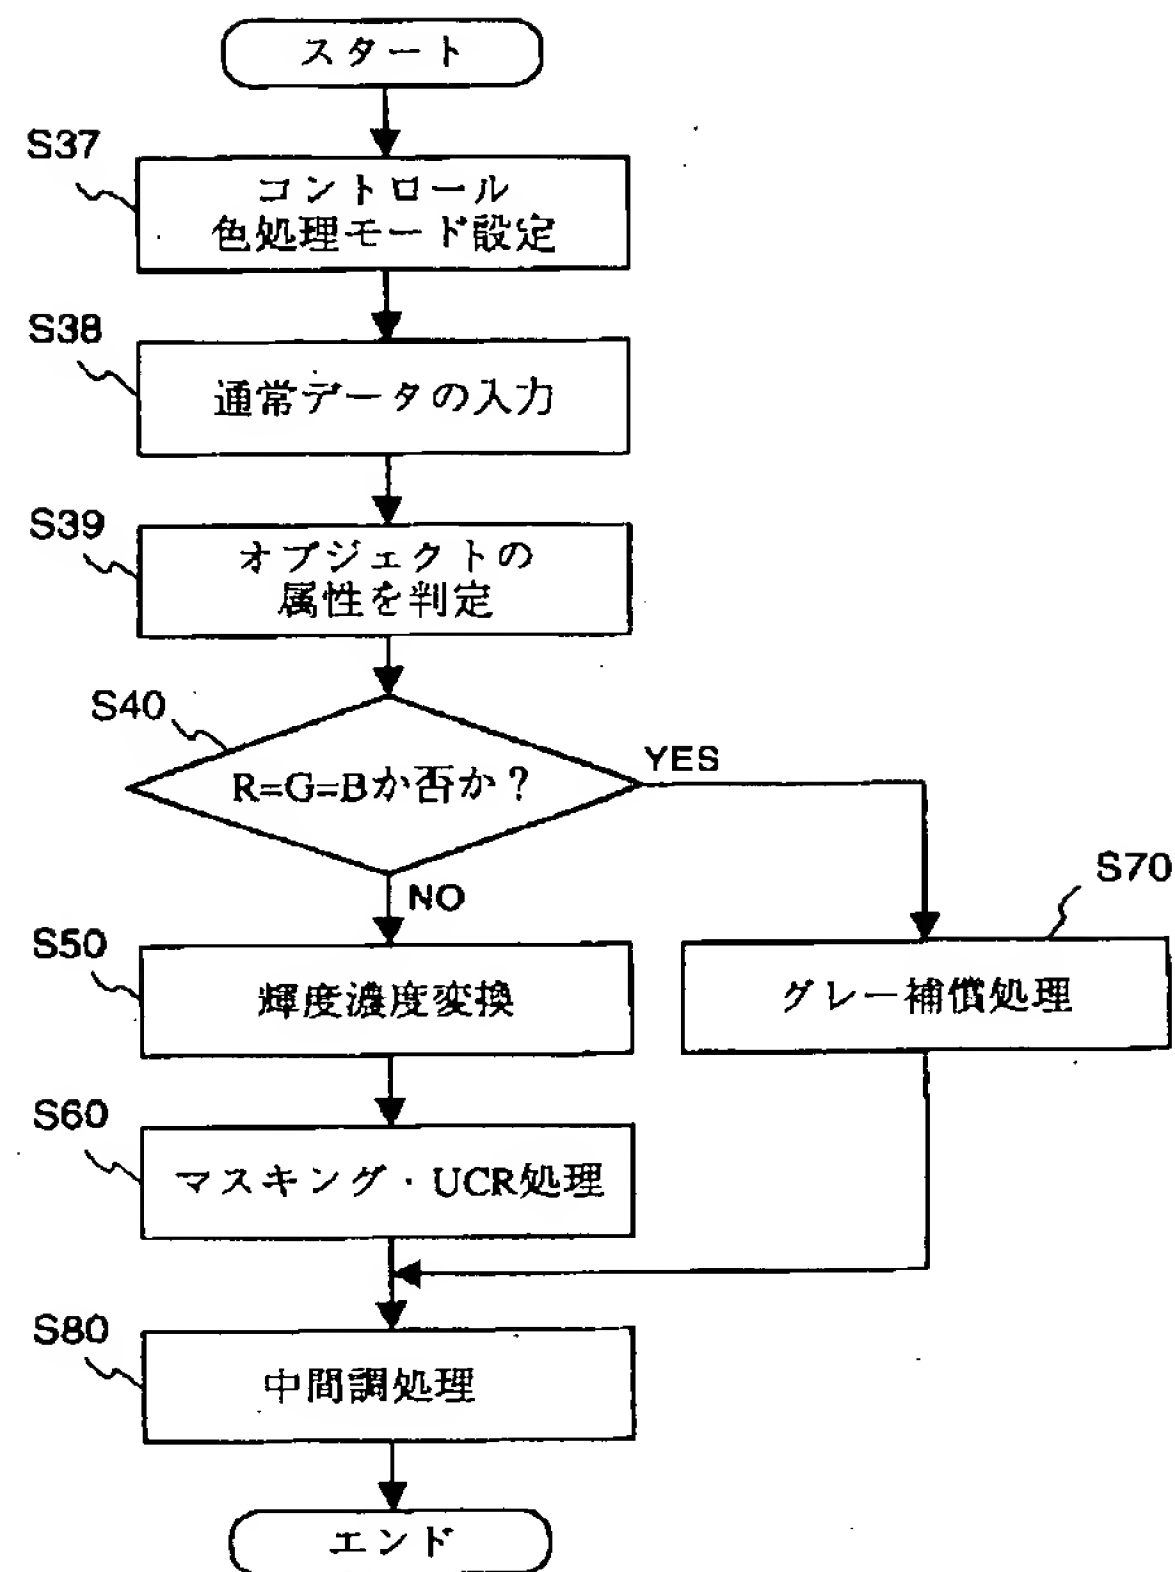 スタート
S37
コントロール
色処理モード設定
S38
通常データの入力
S39
オブジェクトの
属性を判定
S40
R=G=Bか否か？
YES
NO
S50
輝度濃度変換
S70
グレー補償処理
S60
マスキング・UCR処理
S80
中間調処理
エンド